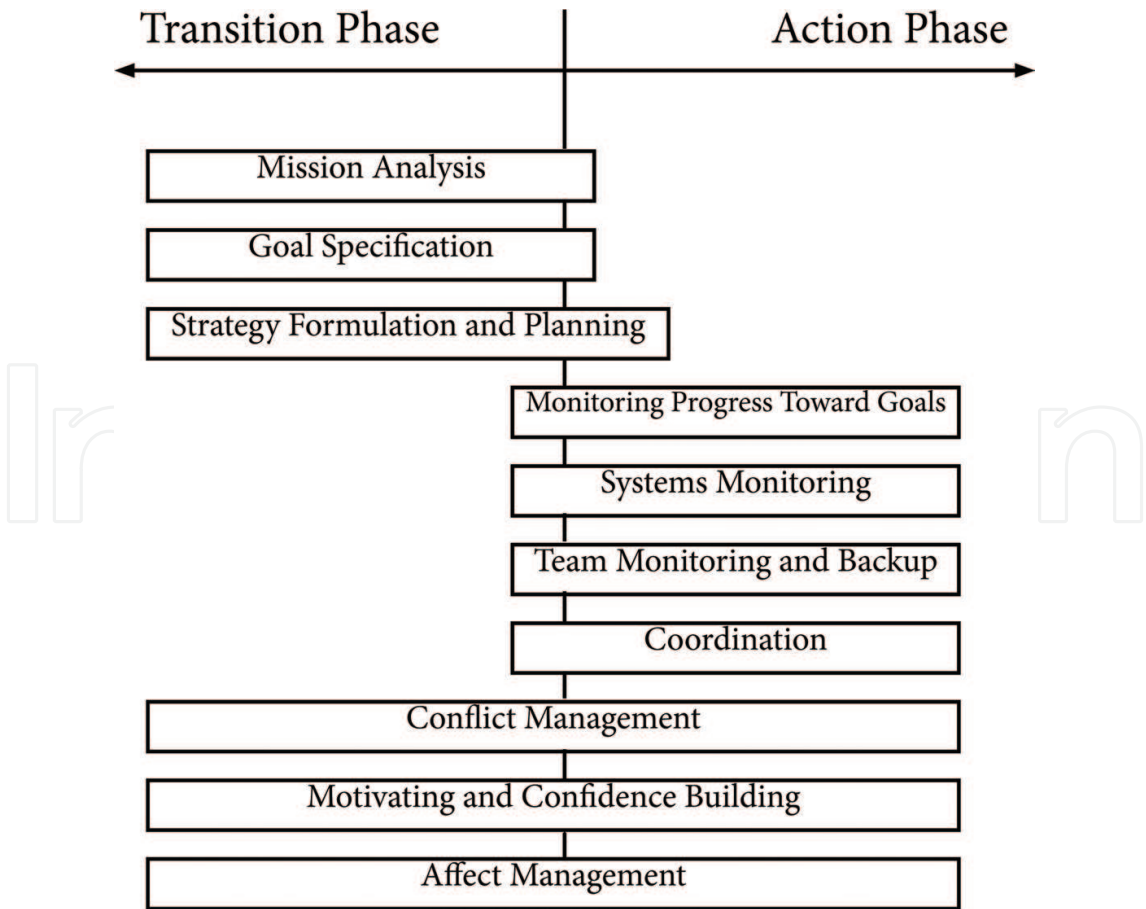 Transition Phase
Action Phase
Mission Analysis
Goal Specification
Strategy Formulation and Planning
Monitoring Progress Toward Goals
Systems Monitoring
Team Monitoring and Backup
Coordination
Conflict Management
Motivating and Confidence Building
Affect Management